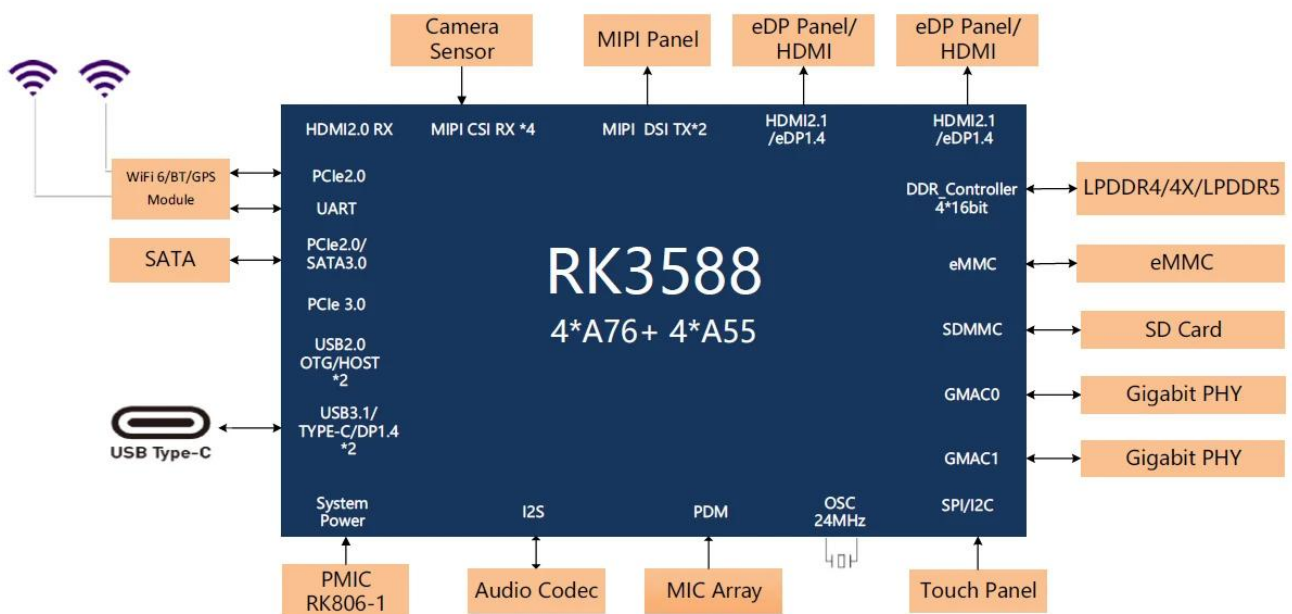 Camera
Sensor
MIPI Panel
eDP Panel/
HDMI
eDP Panel/
HDMI
HDMI2.0 RX
MIPI CSI RX *4
MIPI DSI TX*2
HDMI2.1
/eDP1.4
HDMI2.1
/eDP1.4
WiFi 6/BT/GPS
Module
PCIe2.0
UART
DDR_Controller
4*16bit
LPDDR4/4X/LPDDR5
SATA
PCIe2.0/
SATA3.0
RK3588
4*A76+ 4*A55
eMMC
eMMC
PCIe 3.0
SDMMC
SD Card
USB2.0
OTG/HOST
*2
GMAC0
Gigabit PHY
USB Type-C
USB3.1/
TYPE-C/DP1.4
*2
GMAC1
Gigabit PHY
System
Power
I2S
PDM
OSC
24MHz
SPI/I2C
PMIC
RK806-1
Audio Codec
MIC Array
Touch Panel